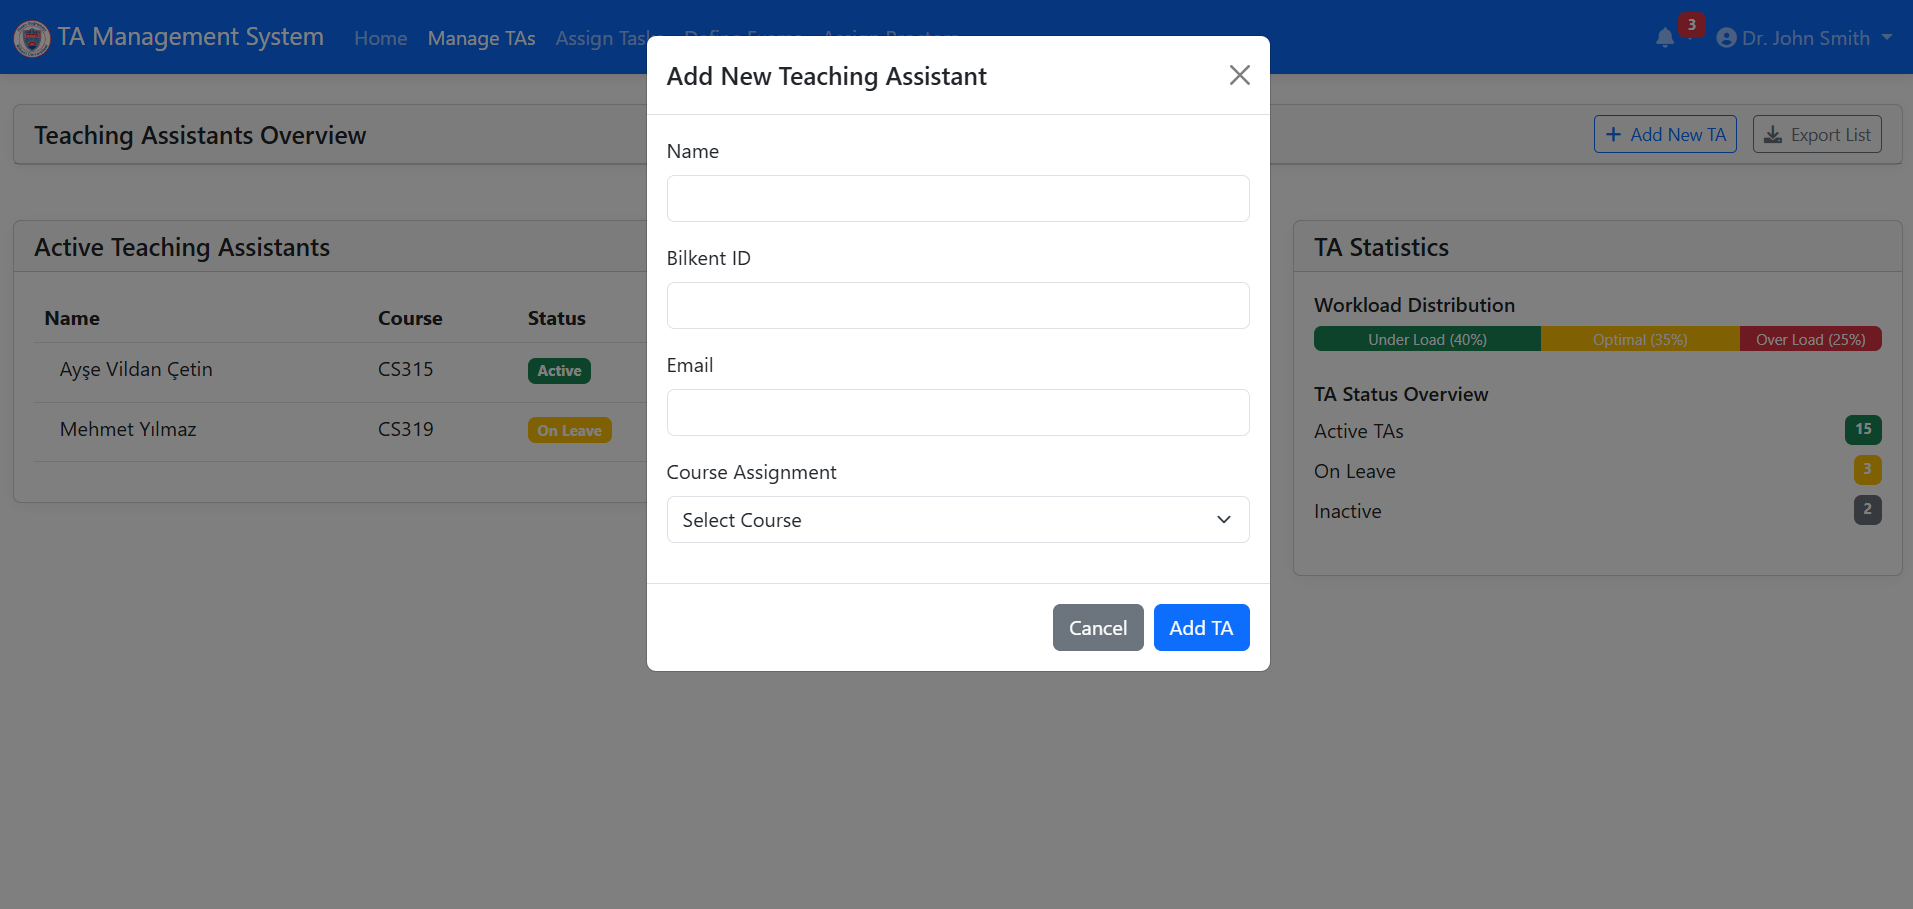 TA Management System Home Manage TAs Assign 3 Dr. John Smith
Add New Teaching Assistant
Teaching Assistants Overview
Add New TA
Export List
Name
Bilkent ID
Email
Course Assignment
Select Course
Cancel
Add TA
Active Teaching Assistants
Name Course Status
Ayşe Vildan Çetin CS315 Active
Mehmet Yılmaz CS319 On Leave
TA Statistics
Workload Distribution
Under Load (40%) Optimal (35%) Over Load (25%)
TA Status Overview
Active TAs 15
On Leave 3
Inactive 2